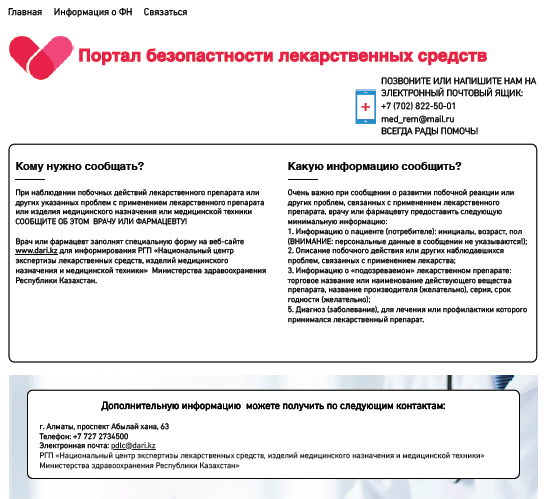 Главная Информация о ФН Связаться
Портал безопастности лекарственных средств
ПОЗВОНИТЕ ИЛИ НАПИШИТЕ НАМ НА
ЭЛЕКТРОННЫЙ ПОЧТОВЫЙ ЯЩИК:
+7 (702) 822-50-01
med_rem@mail.ru
ВСЕГДА РАДЫ ПОМОЧЬ!
Кому нужно сообщать?
При наблюдении побочных действий лекарственного препарата или
других указанных проблем с применением лекарственного препарата
или изделия медицинского назначения или медицинской техники
СООБЩИТЕ ОБ ЭТОМ ВРАЧУ ИЛИ ФАРМАЦЕВТУ!
Врач или фармацевт заполнят специальную форму на веб-сайте
www.dari.kz для информирования РГП «Национальный центр
экспертизы лекарственных средств, изделий медицинского
назначения и медицинской техники» Министерства здравоохранения
Республики Казахстан.
Какую информацию сообщить?
Очень важно при сообщении о развитии побочной реакции или
других проблем, связанных с применением лекарственного
препарата, врачу или фармацевту предоставить следующую
минимальную информацию:
1. Информацию о пациенте (потребителе): инициалы, возраст, пол
(ВНИМАНИЕ: персональные данные в сообщении не указываются!);
2. Описание побочного действия или других наблюдавшихся
проблем, связанных с применением лекарства;
3. Информацию о «подозреваемом» лекарственном препарате:
торговое название или наименование действующего вещества
препарата, название производителя (желательно), серия, срок
годности (желательно);
5. Диагноз (заболевание), для лечения или профилактики которого
принимался лекарственный препарат.
Дополнительную информацию можете получить по следующим контактам:
г. Алматы, проспект Абылай хана, 63
Телефон: +7 727 2734500
Электронная почта: pdlc@dari.kz
РГП «Национальный центр экспертизы лекарственных средств, изделий медицинского назначения и медицинской техники»
Министерства здравоохранения Республики Казахстан»